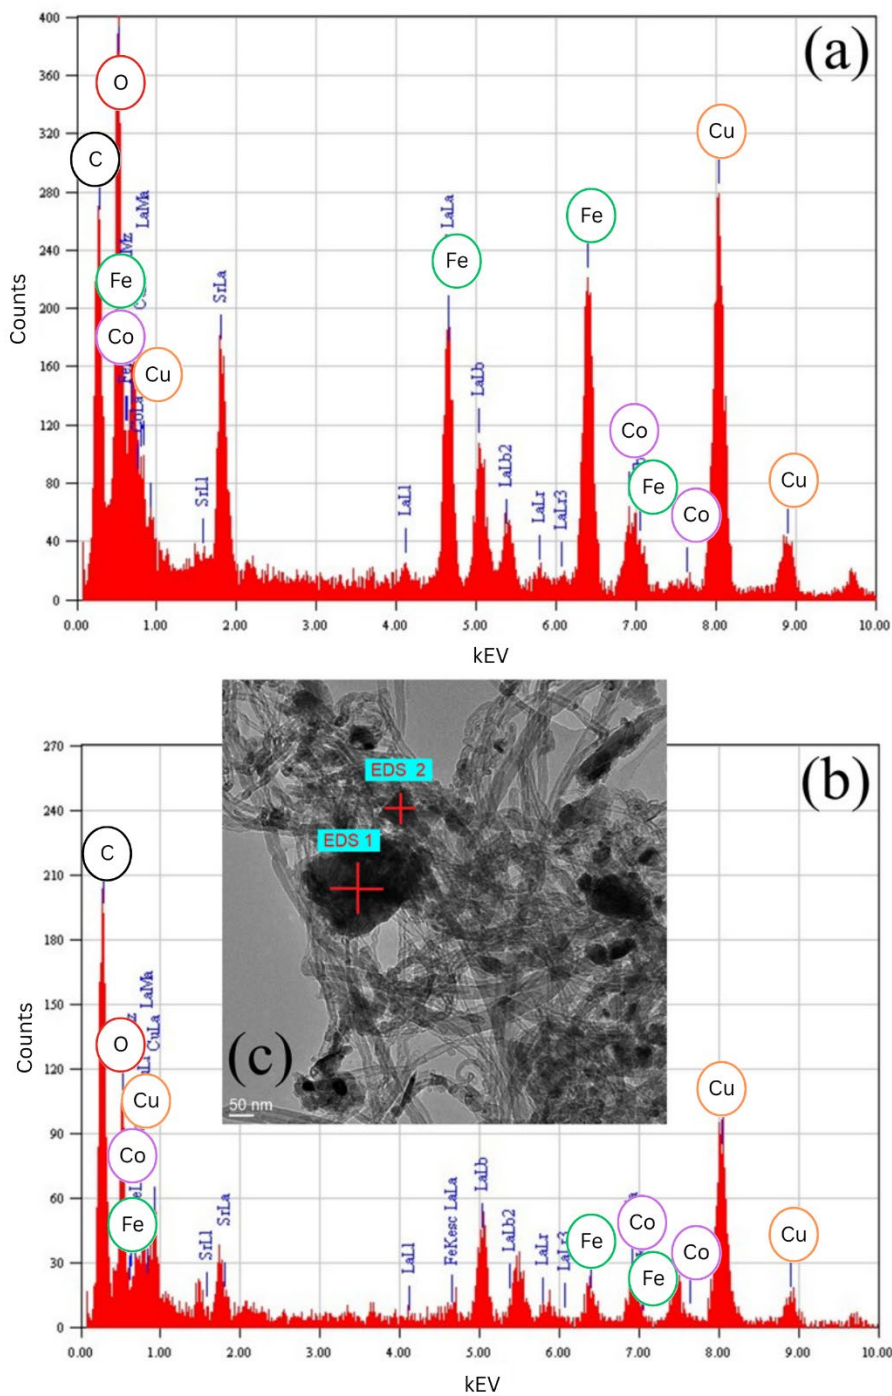 (a)
400
360
320
280
240
200
160
120
80
40
0
Counts
O
C
LaMa
Mz
Fe
Co
Cu
SrLl
SrLa
LaLl
LaLa
Fe
LaLb
LaLb2
LaLr
LaLr3
Fe
Co
Fe
Co
Cu
Cu
0.00 1.00 2.00 3.00 4.00 5.00 6.00 7.00 8.00 9.00 10.00
kEV
(b)
270
240
210
180
150
120
90
60
30
0
Counts
C
O
LaMa
CuLa
Cu
Co
Fe
SrLl
SrLa
LaLl
FeKesc LaLa
LaLb
LaLb2
LaLr
LaLr3
Fe
Co
Fe
Co
Cu
Cu
0.00 1.00 2.00 3.00 4.00 5.00 6.00 7.00 8.00 9.00 10.00
kEV
EDS 2
EDS 1
(c)
50 nm